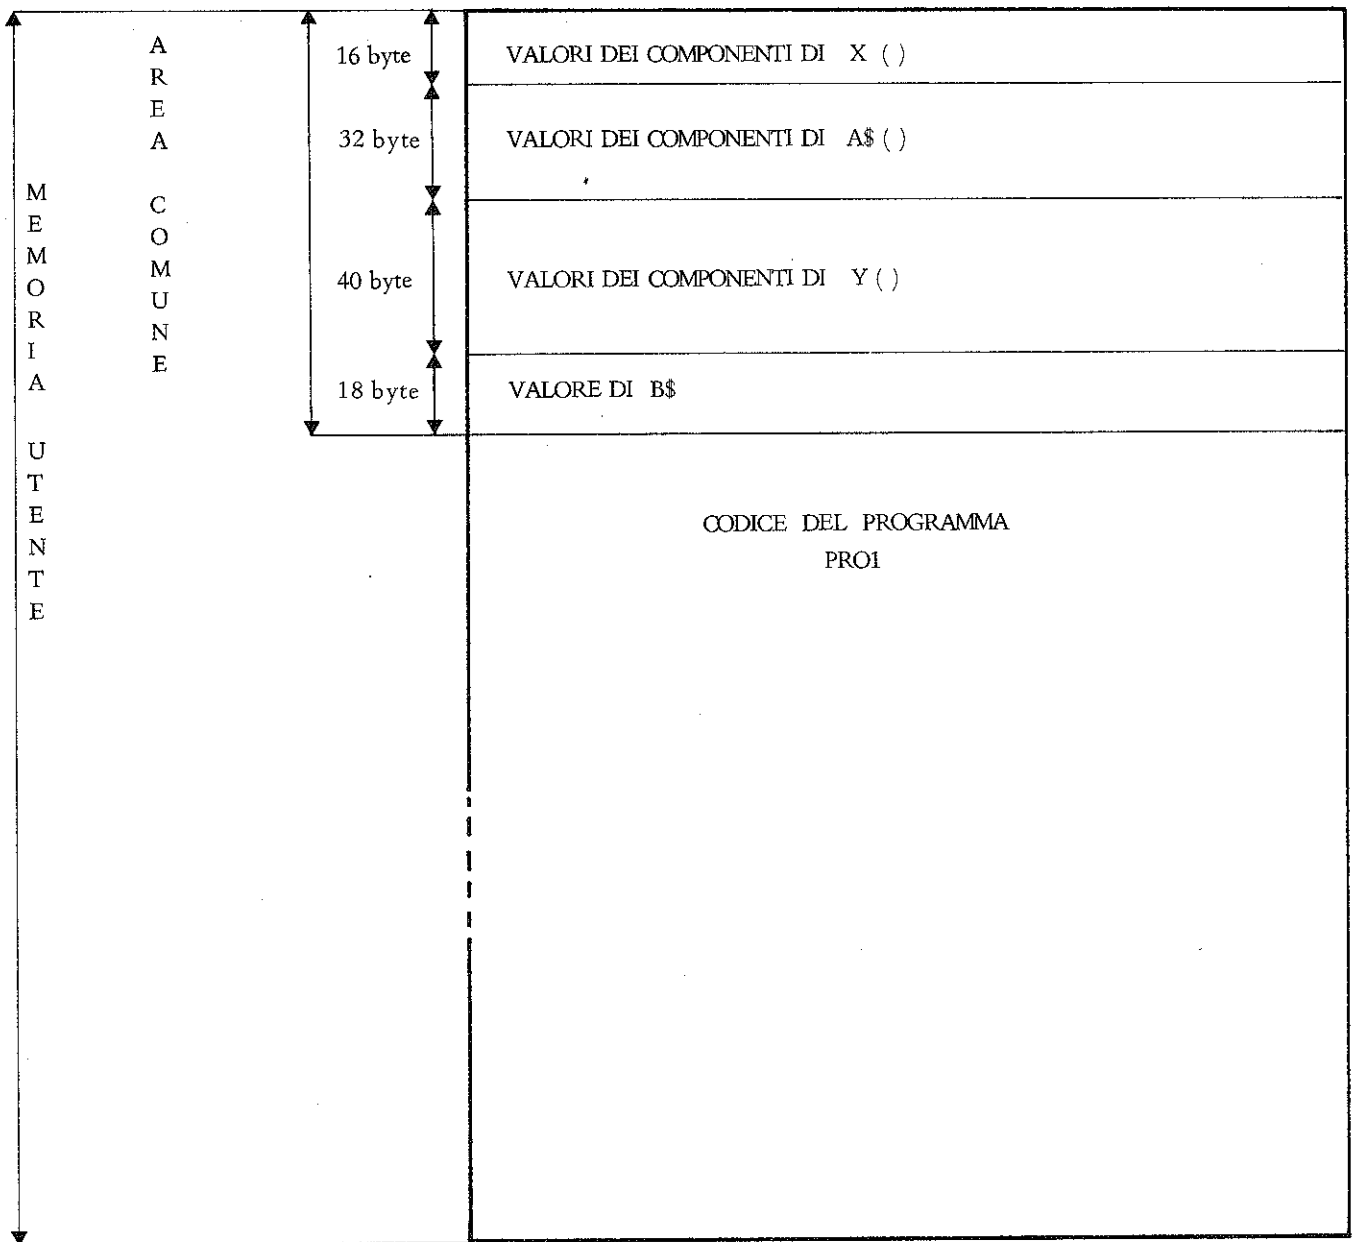 MEMORIA UTENTE
AREA COMUNE
16 byte VALORI DEI COMPONENTI DI X ( )
32 byte VALORI DEI COMPONENTI DI A$ ( )
40 byte VALORI DEI COMPONENTI DI Y ( )
18 byte VALORE DI B$
CODICE DEL PROGRAMMA
PRO1